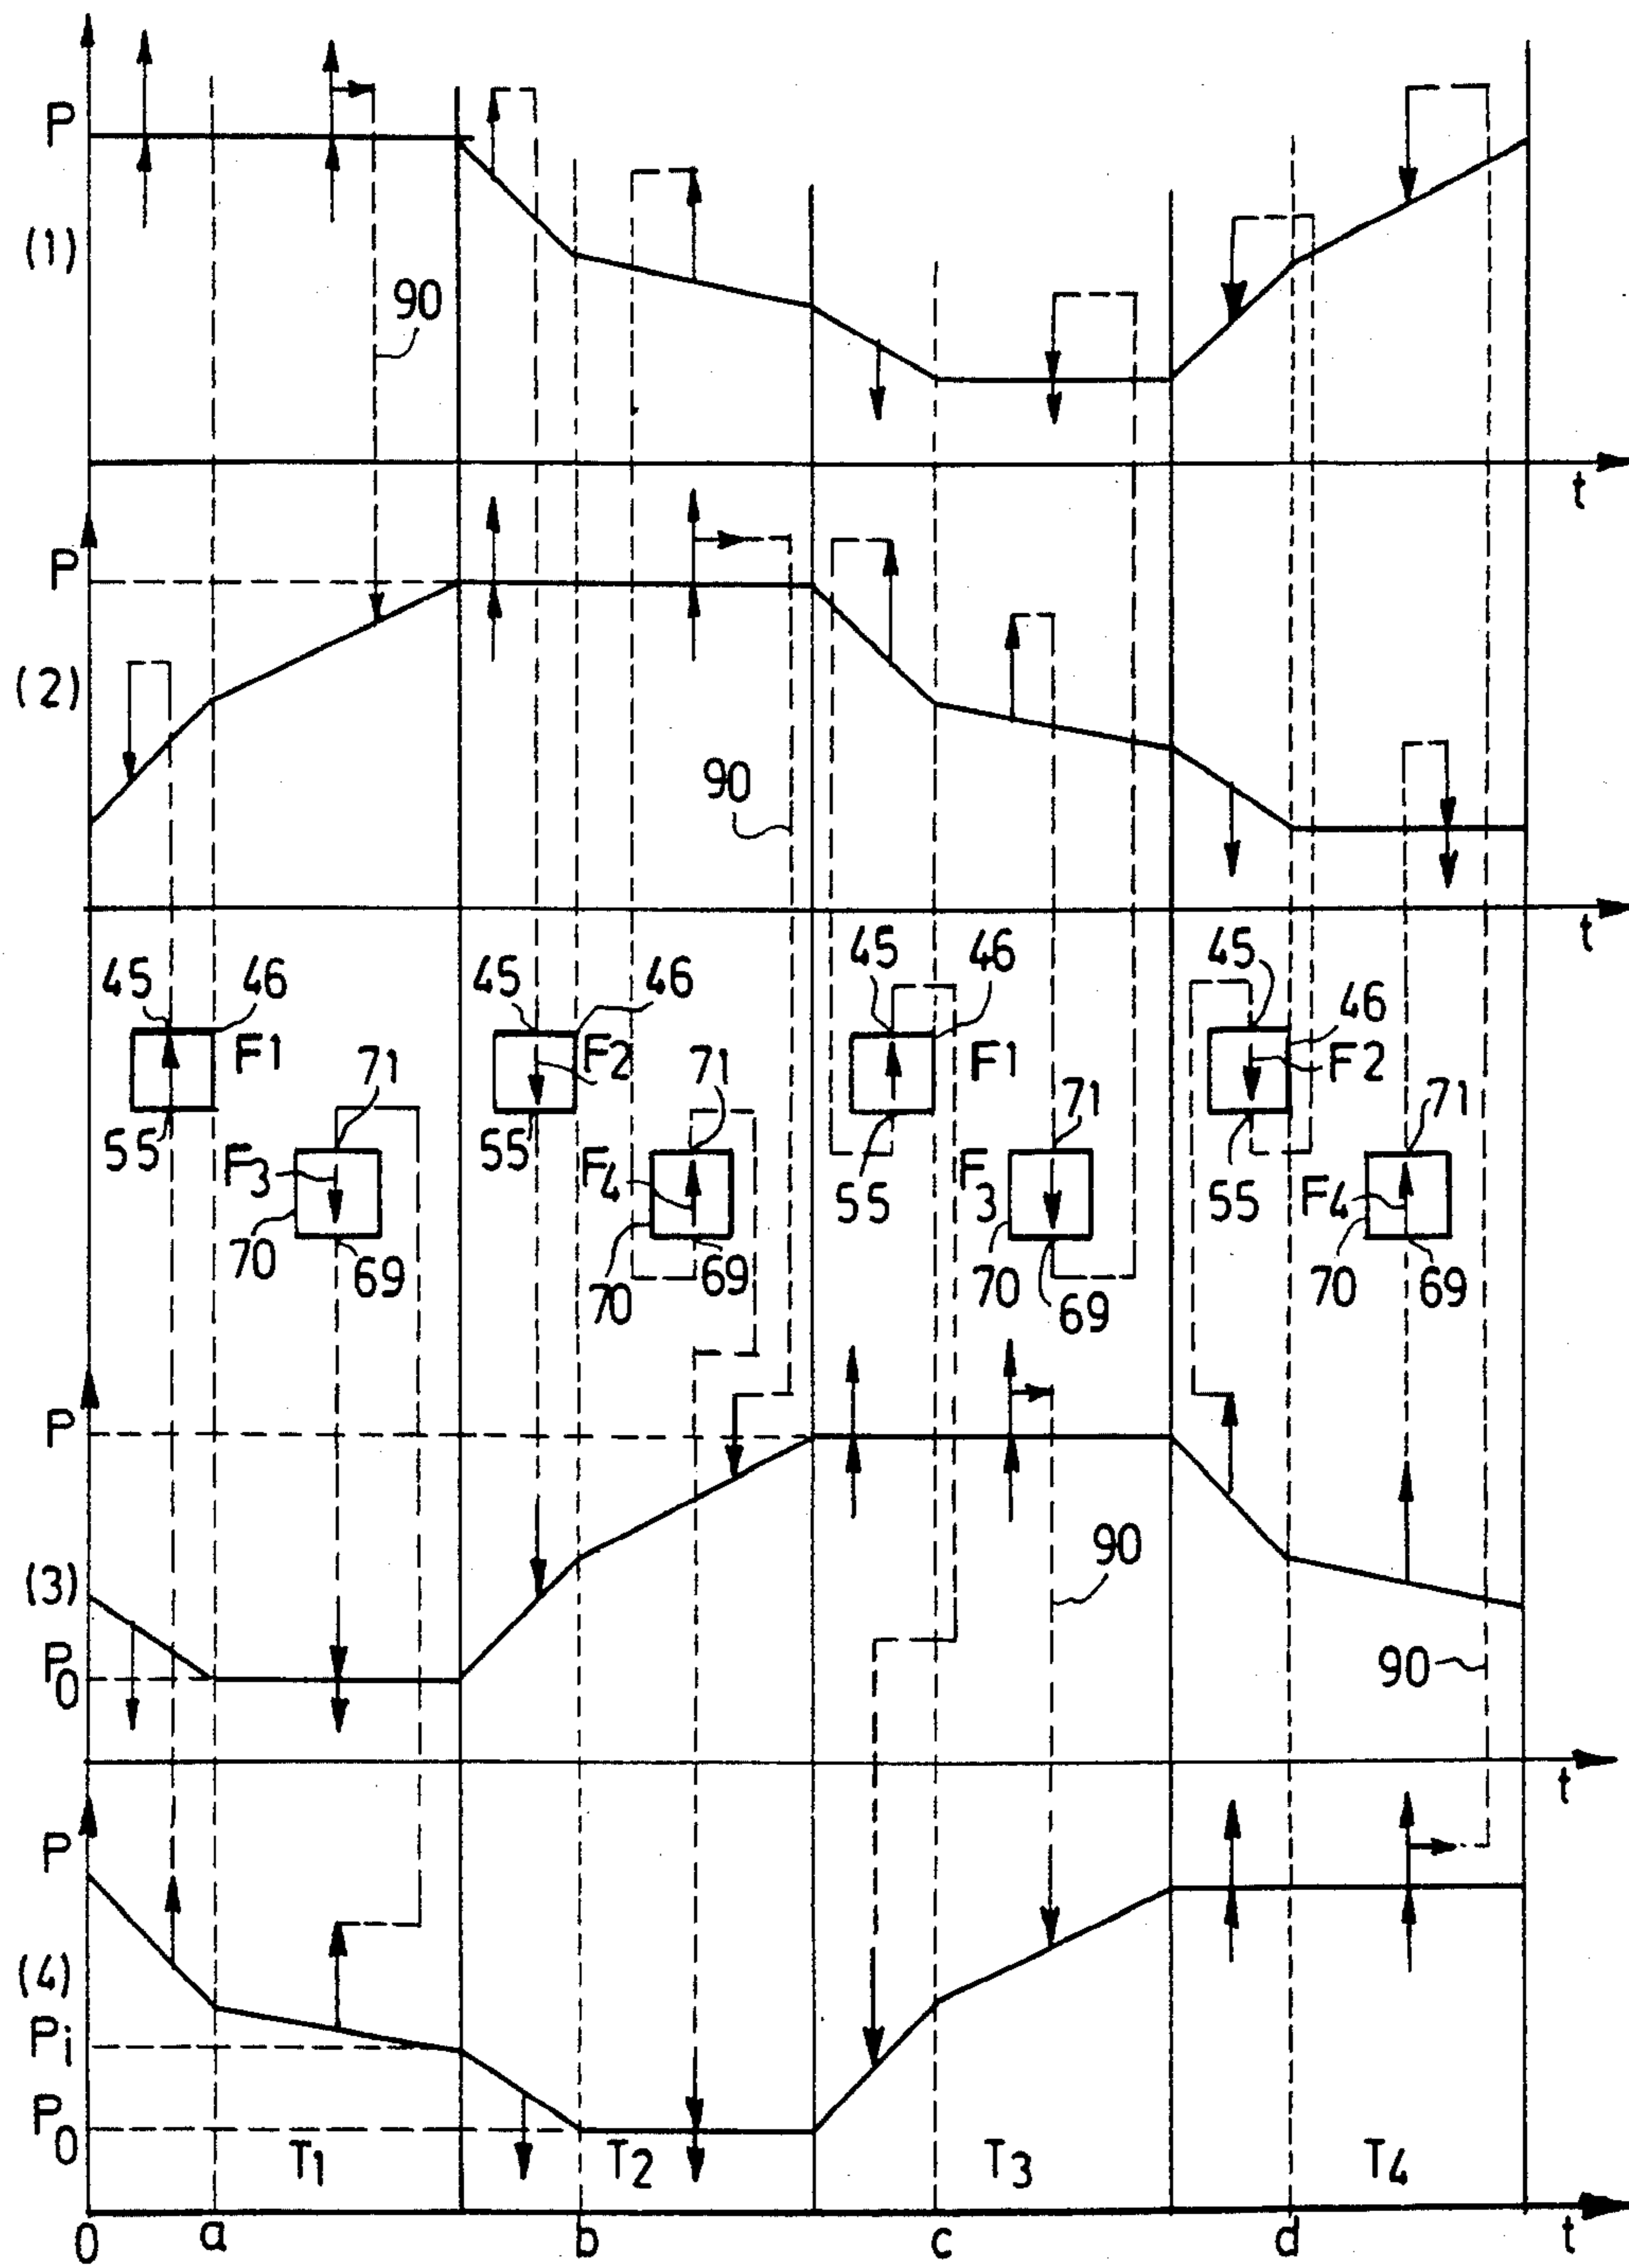 P
(1)
90
t
P
(2)
90
t
45 46 45 46 45 46 45 46
F1 F2 F1 F2
71 71 71 71
55 55 55 55
F3 F4 F3 F4
70 69 70 69 70 69 70 69
P
90
(3)
P0
90
t
P
(4)
Pi
P0
T1 T2 T3 T4
0 a b c d t